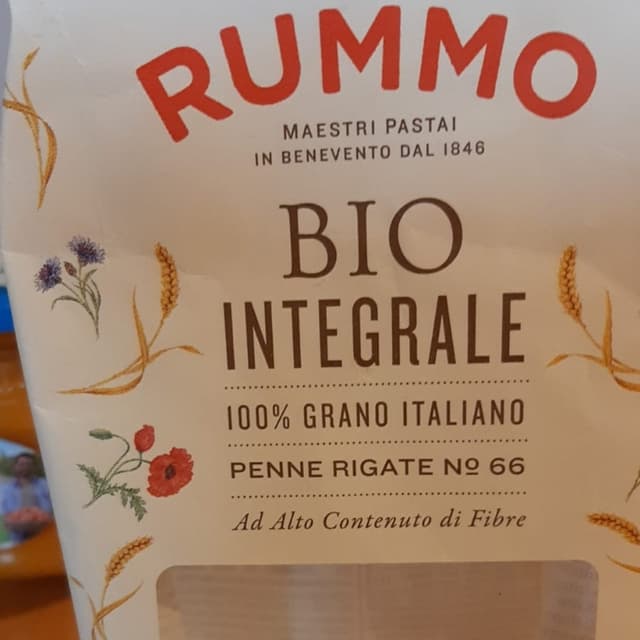 RUMMO
MAESTRI PASTAI
IN BENEVENTO DAL 1846
BIO
INTEGRALE
100% GRANO ITALIANO
PENNE RIGATE Nº 66
Ad Alto Contenuto di Fibre